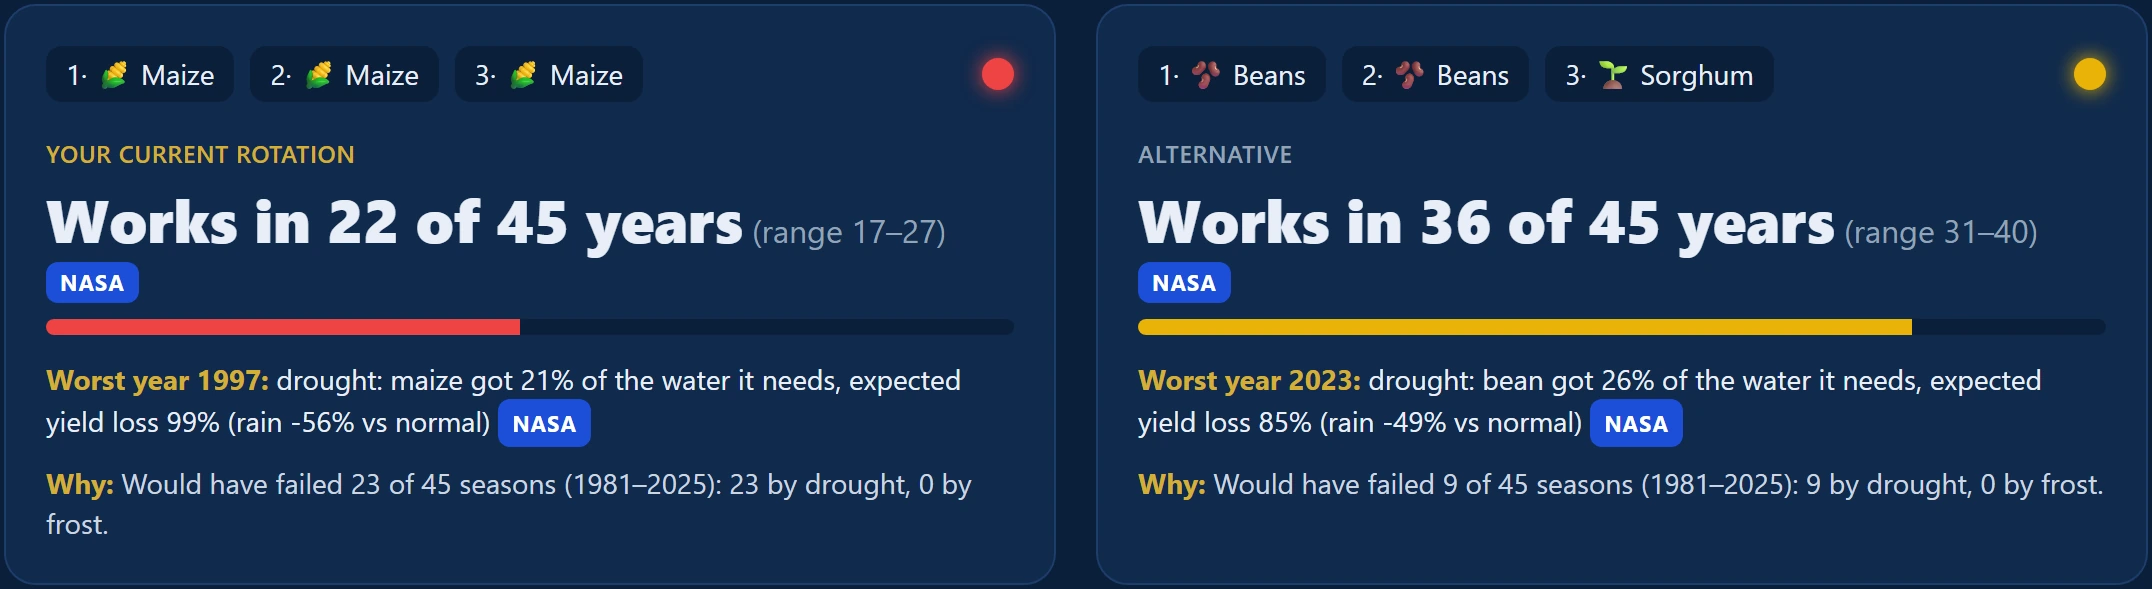 1· 🌽 Maize 2· 🌽 Maize 3· 🌽 Maize
YOUR CURRENT ROTATION
Works in 22 of 45 years (range 17–27)
NASA
Worst year 1997: drought: maize got 21% of the water it needs, expected
yield loss 99% (rain -56% vs normal) NASA
Why: Would have failed 23 of 45 seasons (1981–2025): 23 by drought, 0 by
frost.
1· 🫘 Beans 2· 🫘 Beans 3· 🌱 Sorghum
ALTERNATIVE
Works in 36 of 45 years (range 31–40)
NASA
Worst year 2023: drought: bean got 26% of the water it needs, expected
yield loss 85% (rain -49% vs normal) NASA
Why: Would have failed 9 of 45 seasons (1981–2025): 9 by drought, 0 by frost.